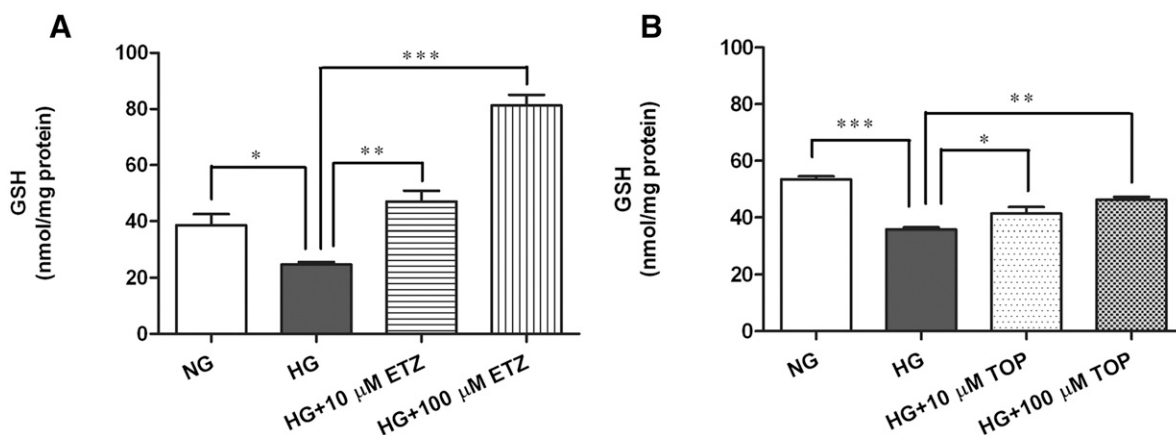 A
GSH
(nmol/mg protein)
100
80
60
40
20
0
*
**
***
NG
HG
HG+10 μM ETZ
HG+100 μM ETZ
B
GSH
(nmol/mg protein)
100
80
60
40
20
0
***
*
**
NG
HG
HG+10 μM TOP
HG+100 μM TOP